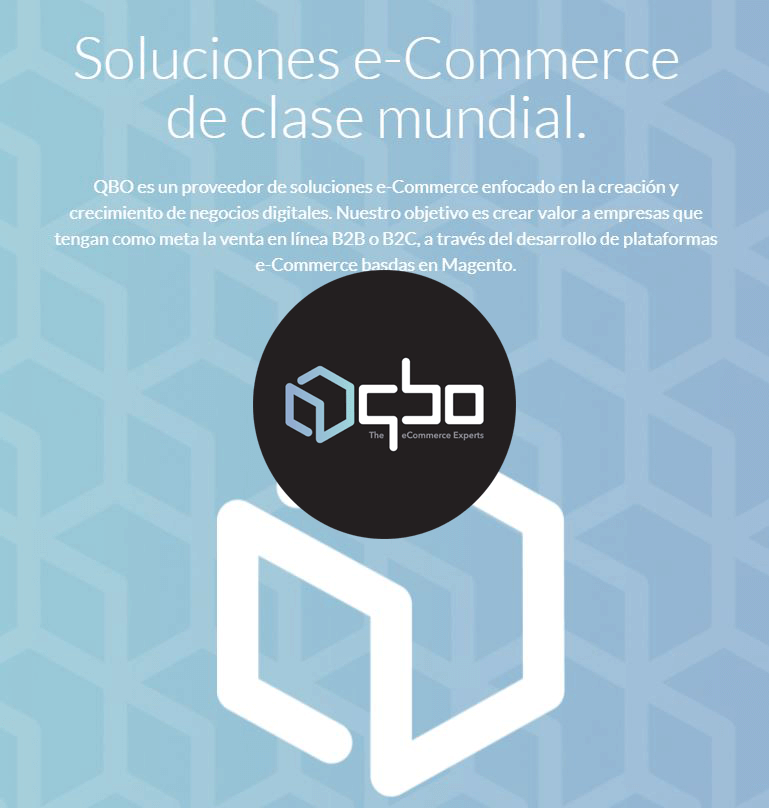 Soluciones e-Commerce
de clase mundial.
QBO es un proveedor de soluciones e-Commerce enfocado en la creación y
crecimiento de negocios digitales. Nuestro objetivo es crear valor a empresas que
tengan como meta la venta en línea B2B o B2C, a través del desarrollo de plataformas
e-Commerce basdas en Magento.
qbo
The eCommerce Experts